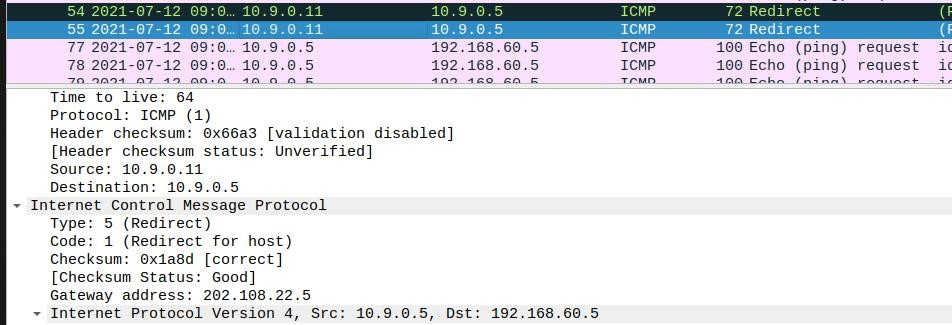 54 2021-07-12 09:0… 10.9.0.11 10.9.0.5 ICMP 72 Redirect (
55 2021-07-12 09:0… 10.9.0.11 10.9.0.5 ICMP 72 Redirect (
77 2021-07-12 09:0… 10.9.0.5 192.168.60.5 ICMP 100 Echo (ping) request
78 2021-07-12 09:0… 10.9.0.5 192.168.60.5 ICMP 100 Echo (ping) request
79 2021-07-12 09:0… 10.9.0.5 192.168.60.5 ICMP 100 Echo (ping) request
Time to live: 64
Protocol: ICMP (1)
Header checksum: 0x66a3 [validation disabled]
[Header checksum status: Unverified]
Source: 10.9.0.11
Destination: 10.9.0.5
Internet Control Message Protocol
Type: 5 (Redirect)
Code: 1 (Redirect for host)
Checksum: 0x1a8d [correct]
[Checksum Status: Good]
Gateway address: 202.108.22.5
Internet Protocol Version 4, Src: 10.9.0.5, Dst: 192.168.60.5